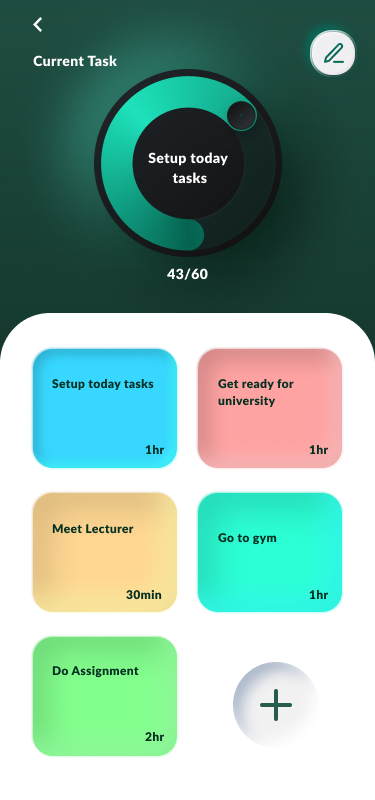 Current Task
Setup today
tasks
43/60
Setup today tasks
1hr
Get ready for
university
1hr
Meet Lecturer
30min
Go to gym
1hr
Do Assignment
2hr